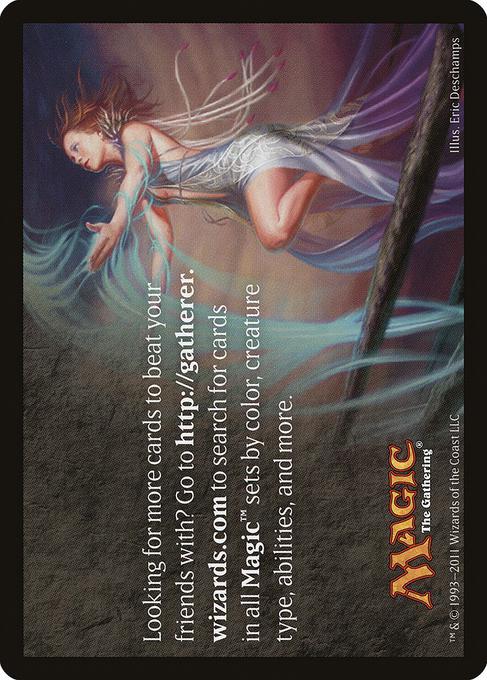 Looking for more cards to beat your
friends with? Go to http://gatherer.
wizards.com to search for cards
in all Magic™ sets by color, creature
type, abilities, and more.
MAGIC
The Gathering®
™ & © 1993–2011 Wizards of the Coast LLC
Illus. Eric Deschamps